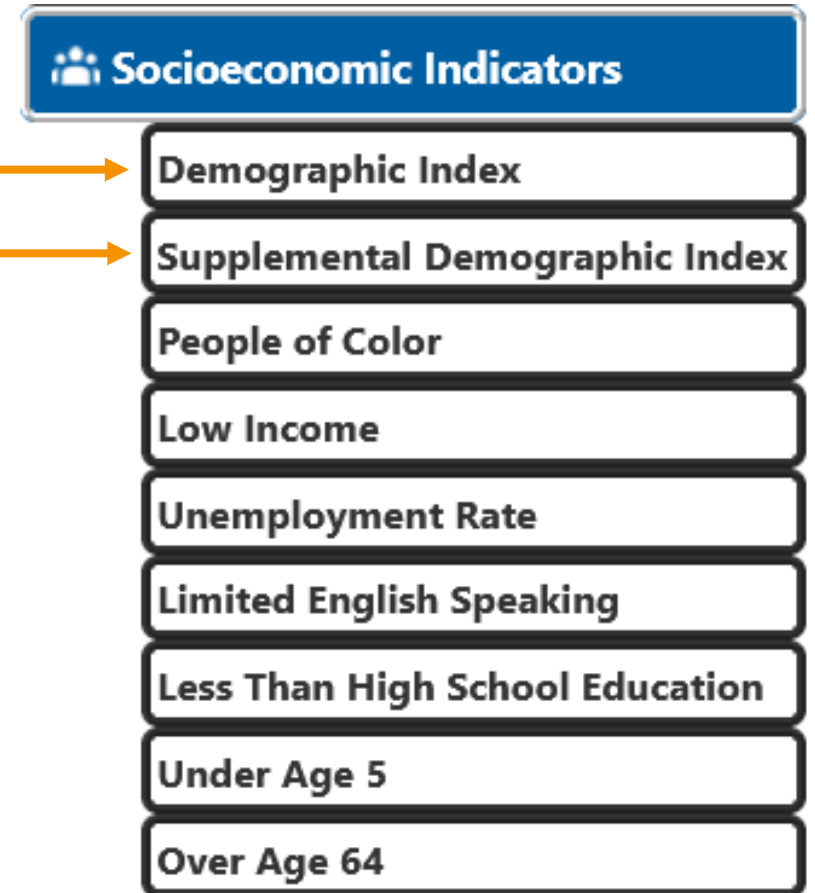 Socioeconomic Indicators
Demographic Index
Supplemental Demographic Index
People of Color
Low Income
Unemployment Rate
Limited English Speaking
Less Than High School Education
Under Age 5
Over Age 64